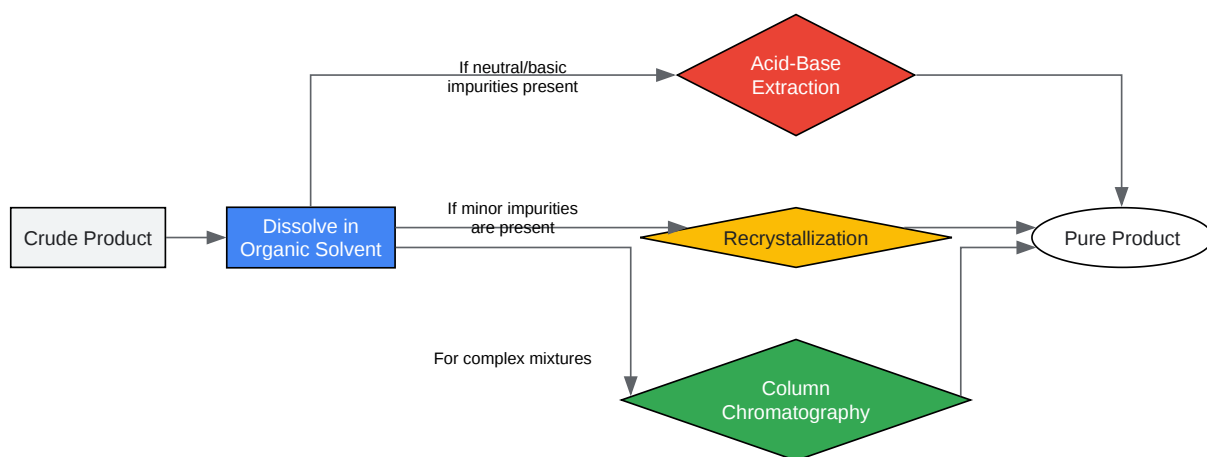 If neutral/basic
impurities present
Acid-Base
Extraction
Crude Product
Dissolve in
Organic Solvent
If minor impurities
are present
Recrystallization
Pure Product
For complex mixtures
Column
Chromatography